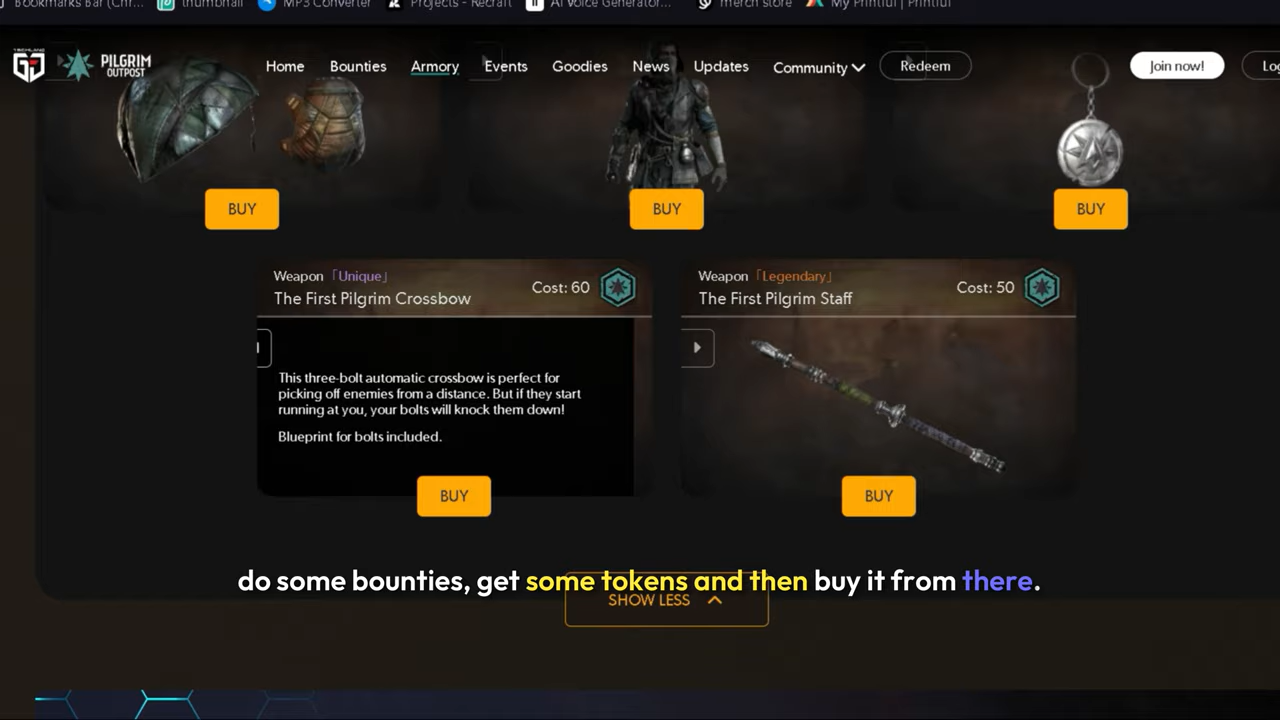 Bookmarks Bar (Chr...
thumbnail
MP3 Converter
Projects - Recraft
AI Voice Generator...
merch store
My Printful | Printful
TECHLAND
PILGRIM
OUTPOST
Home
Bounties
Armory
Events
Goodies
News
Updates
Community
Redeem
Join now!
Log
BUY
BUY
BUY
Weapon「Unique」
The First Pilgrim Crossbow
Cost: 60
This three-bolt automatic crossbow is perfect for
picking off enemies from a distance. But if they start
running at you, your bolts will knock them down!
Blueprint for bolts included.
BUY
Weapon「Legendary」
The First Pilgrim Staff
Cost: 50
BUY
do some bounties, get some tokens and then buy it from there.
SHOW LESS